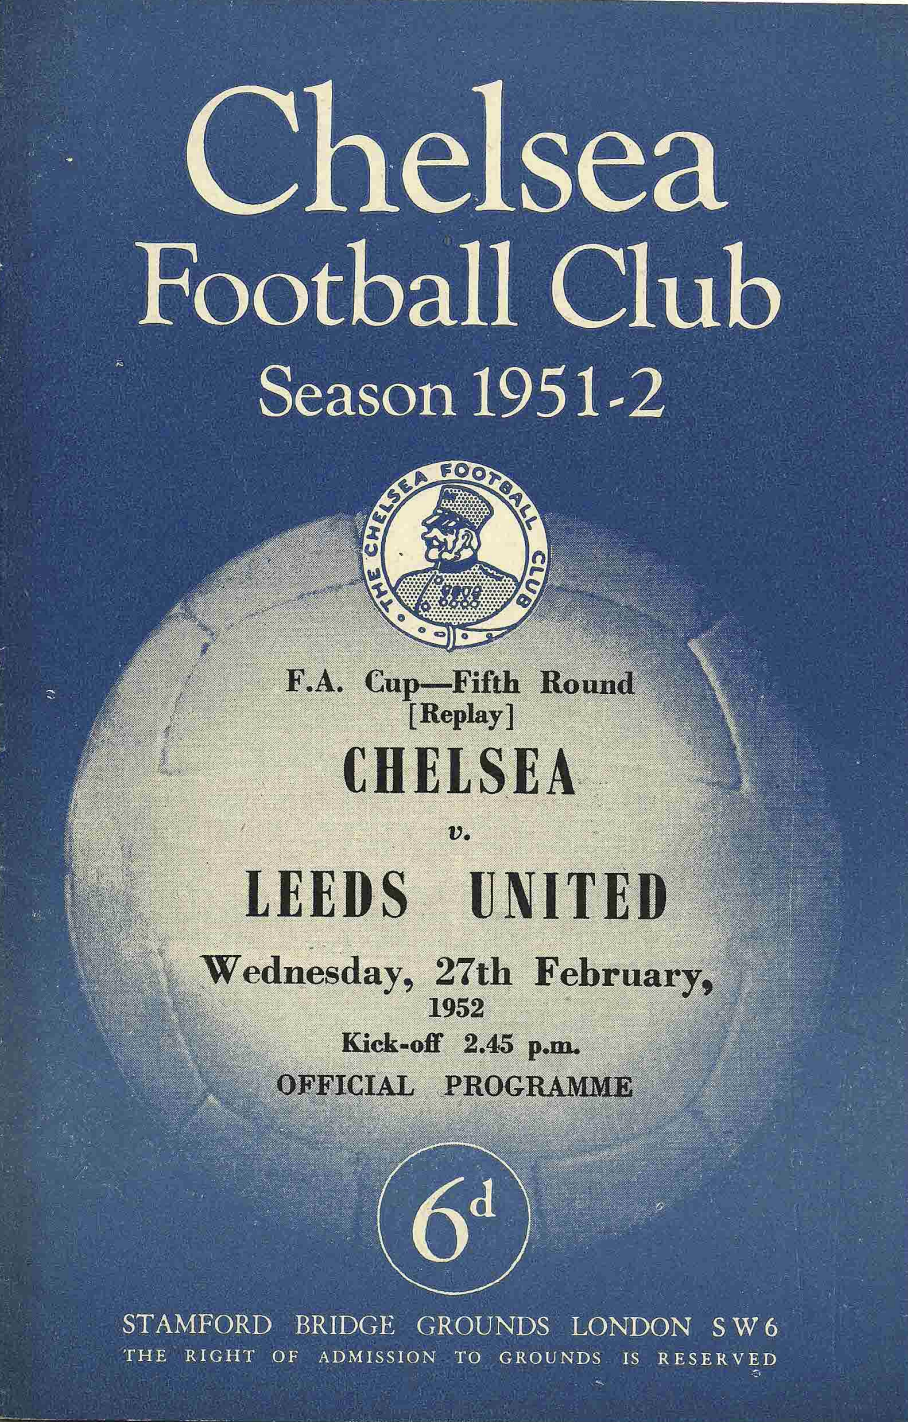 Chelsea
Football Club
Season 1951-2
THE CHELSEA FOOTBALL CLUB
F.A. Cup—Fifth Round
[Replay]
CHELSEA
v.
LEEDS UNITED
Wednesday, 27th February,
1952
Kick-off 2.45 p.m.
OFFICIAL PROGRAMME
6d
STAMFORD BRIDGE GROUNDS LONDON SW6
THE RIGHT OF ADMISSION TO GROUNDS IS RESERVED